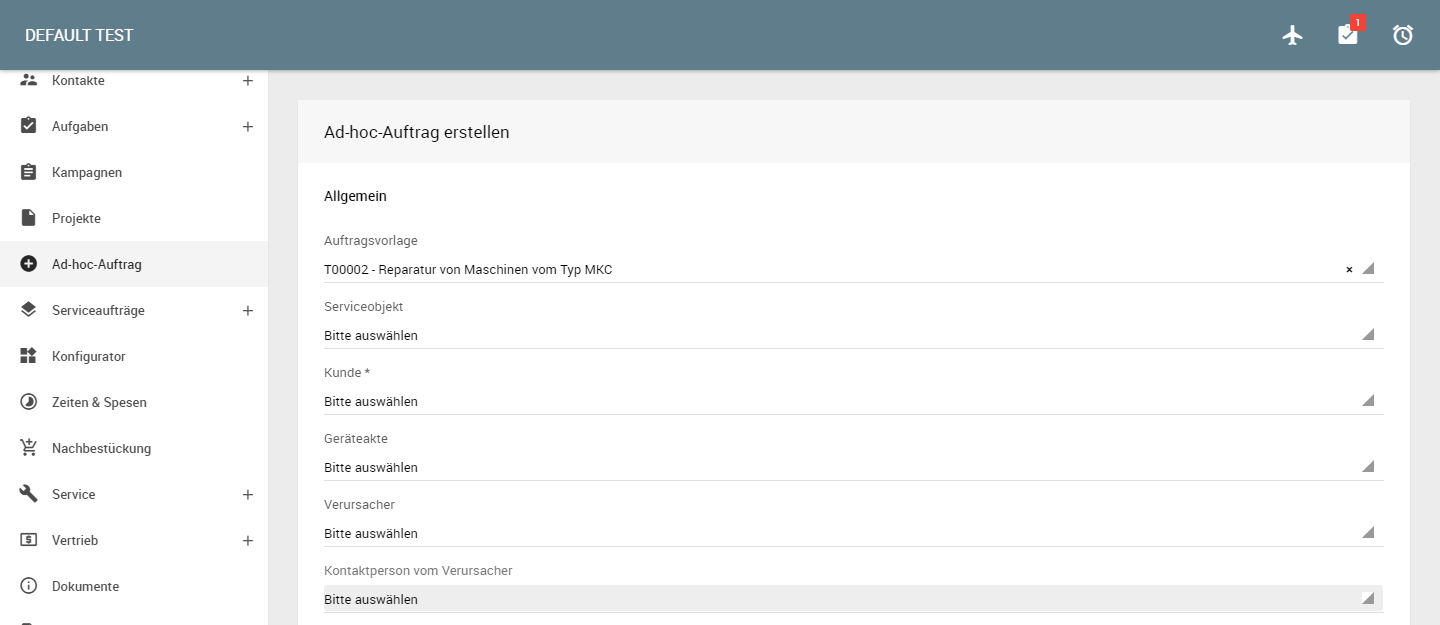 DEFAULT TEST
1
Kontakte +
Aufgaben +
Kampagnen
Projekte
Ad-hoc-Auftrag
Serviceaufträge +
Konfigurator
Zeiten & Spesen
Nachbestückung
Service +
Vertrieb +
Dokumente
Ad-hoc-Auftrag erstellen
Allgemein
Auftragsvorlage
T00002 - Reparatur von Maschinen vom Typ MKC ×
Serviceobjekt
Bitte auswählen
Kunde *
Bitte auswählen
Geräteakte
Bitte auswählen
Verursacher
Bitte auswählen
Kontaktperson vom Verursacher
Bitte auswählen